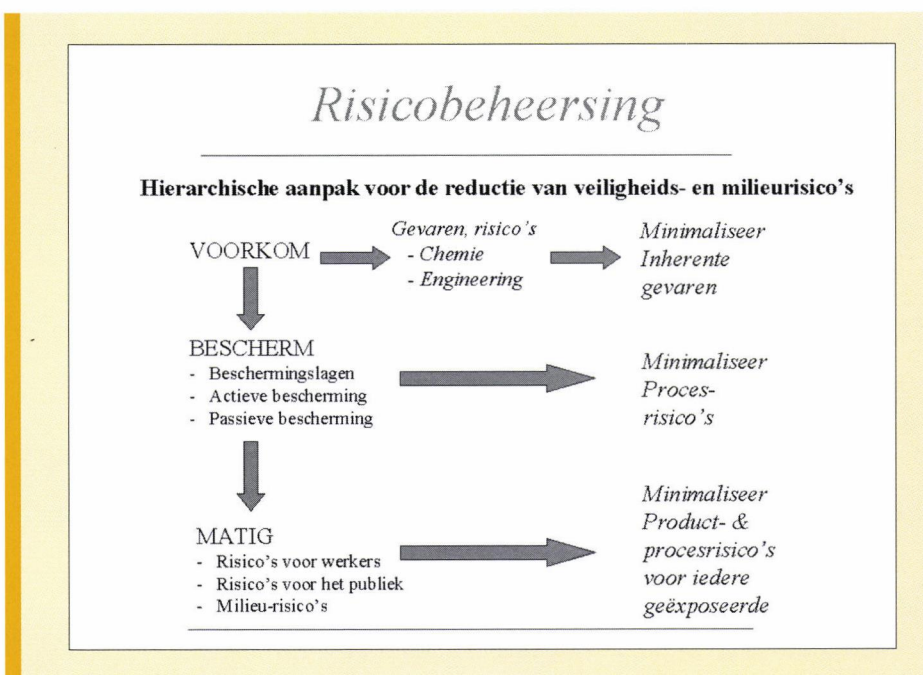 Risicobeheersing
Hierarchische aanpak voor de reductie van veiligheids- en milieurisico's
VOORKOM
Gevaren, risico's
- Chemie
- Engineering
Minimaliseer
Inherente
gevaren
BESCHERM
- Beschermingslagen
- Actieve bescherming
- Passieve bescherming
Minimaliseer
Proces-
risico's
MATIG
- Risico's voor werkers
- Risico's voor het publiek
- Milieu-risico's
Minimaliseer
Product- &
procesrisico's
voor iedere
geëxposeerde